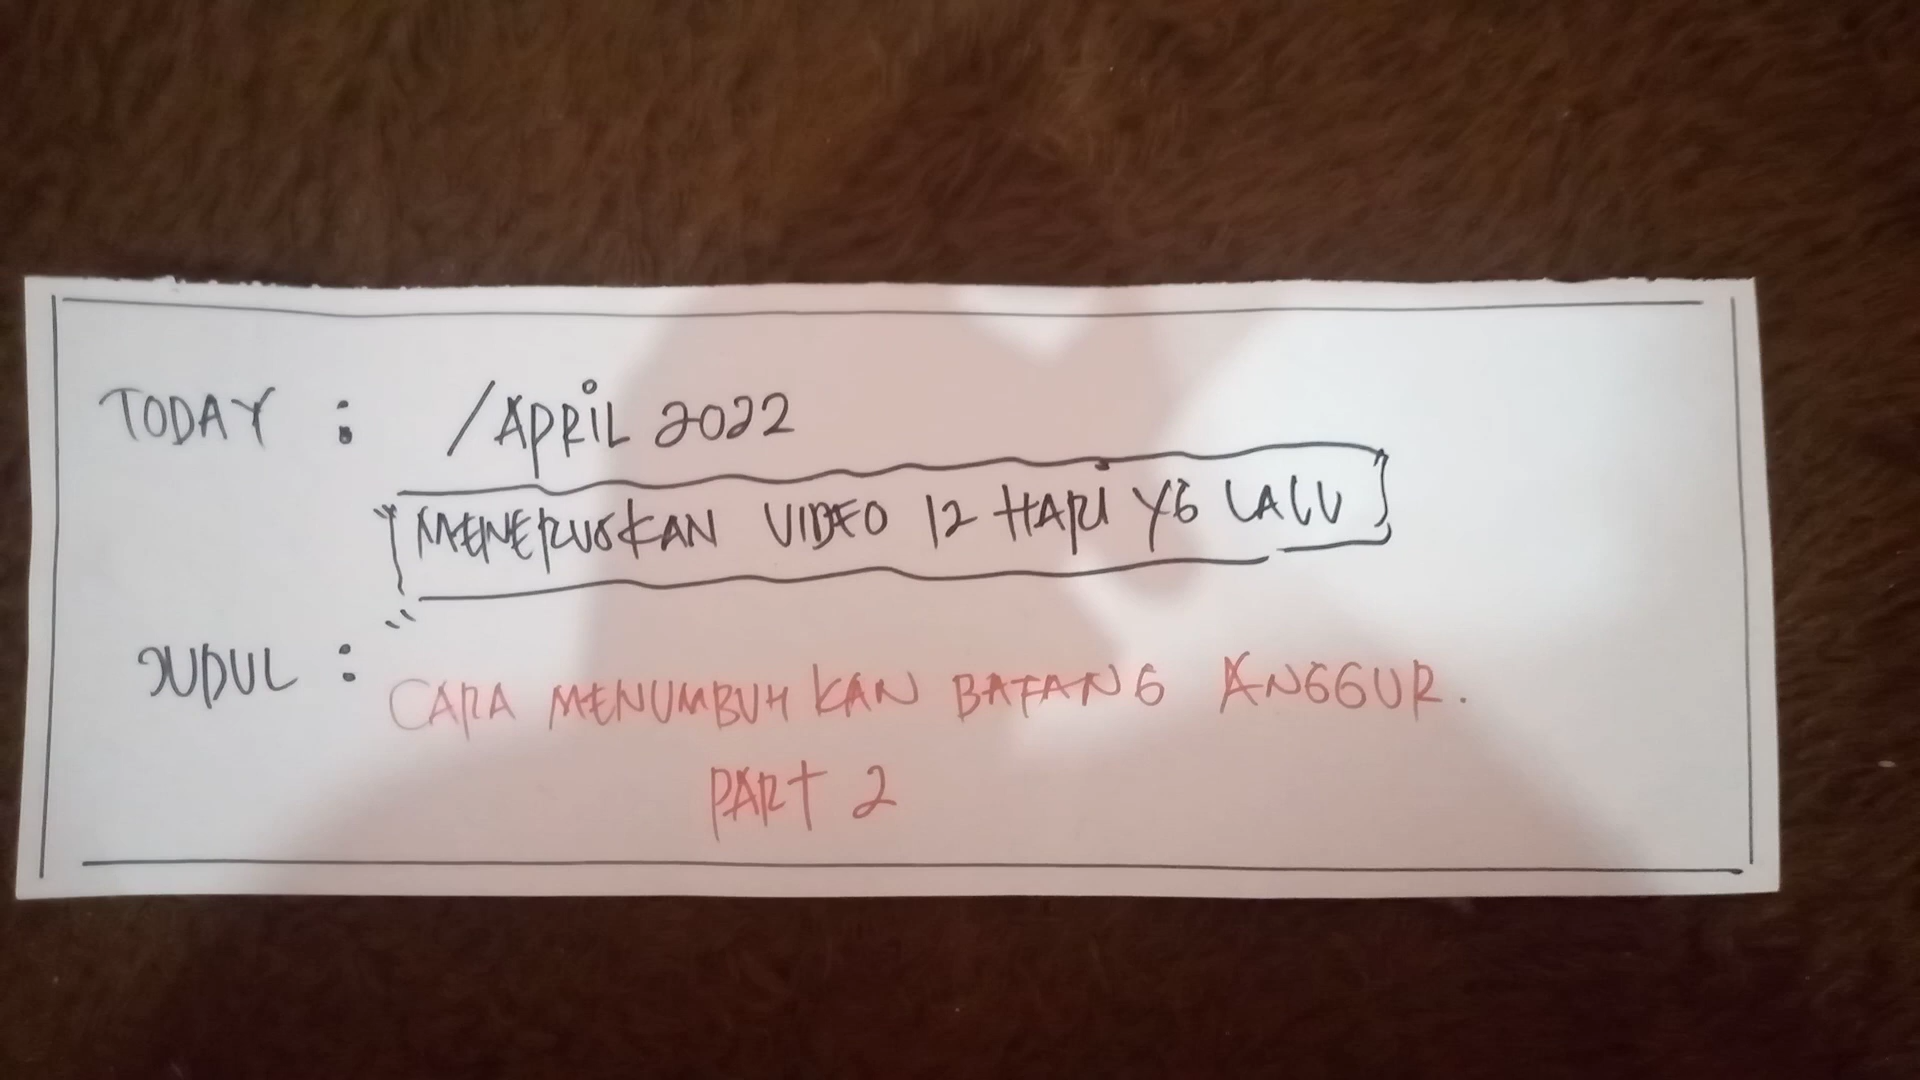 TODAY : /APRIL 2022
MENERUSKAN VIDEO 12 HARI YG LALU
JUDUL : CARA MENUMBUHKAN BATANG ANGGUR.
PART 2